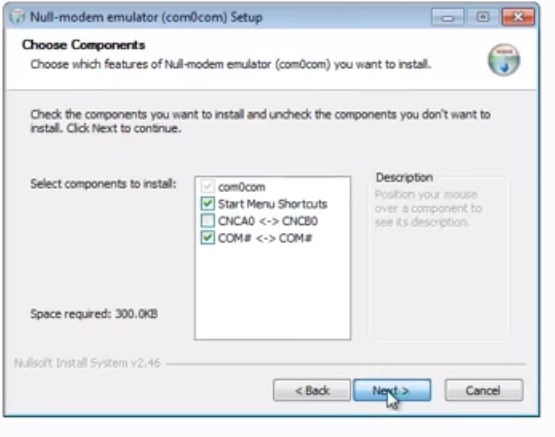 Null-modem emulator (com0com) Setup
Choose Components
Choose which features of Null-modem emulator (com0com) you want to install.
Check the components you want to install and uncheck the components you don't want to
install. Click Next to continue.
Select components to install:
com0com
Start Menu Shortcuts
CNCA0 <-> CNCB0
COM# <-> COM#
Description
Position your mouse
over a component to
see its description.
Space required: 300.0KB
Nullsoft Install System v2.46
< Back
Next >
Cancel